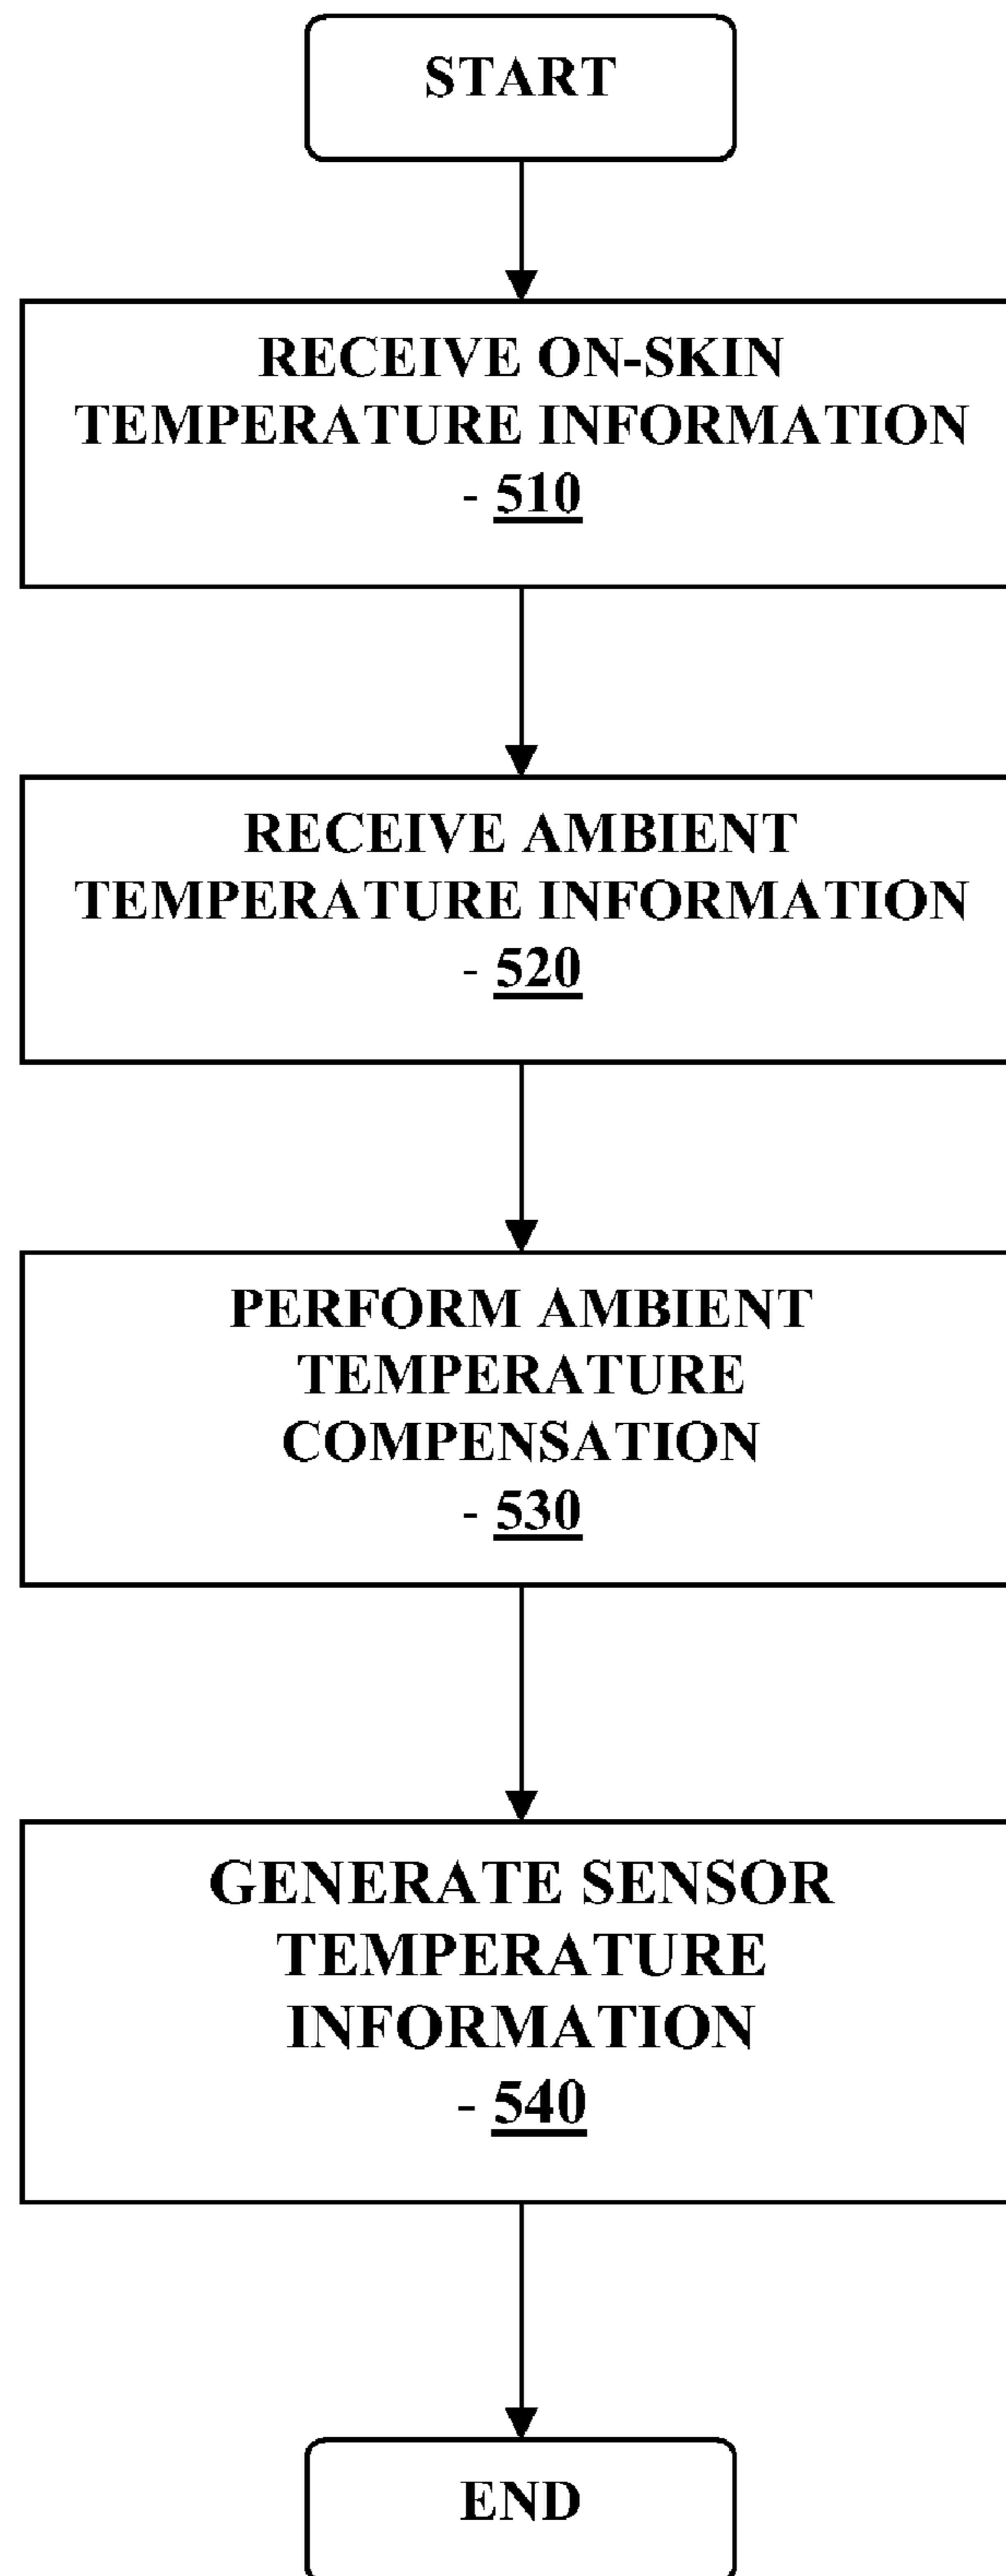 START
RECEIVE ON-SKIN
TEMPERATURE INFORMATION
- 510
RECEIVE AMBIENT
TEMPERATURE INFORMATION
- 520
PERFORM AMBIENT
TEMPERATURE
COMPENSATION
- 530
GENERATE SENSOR
TEMPERATURE
INFORMATION
- 540
END